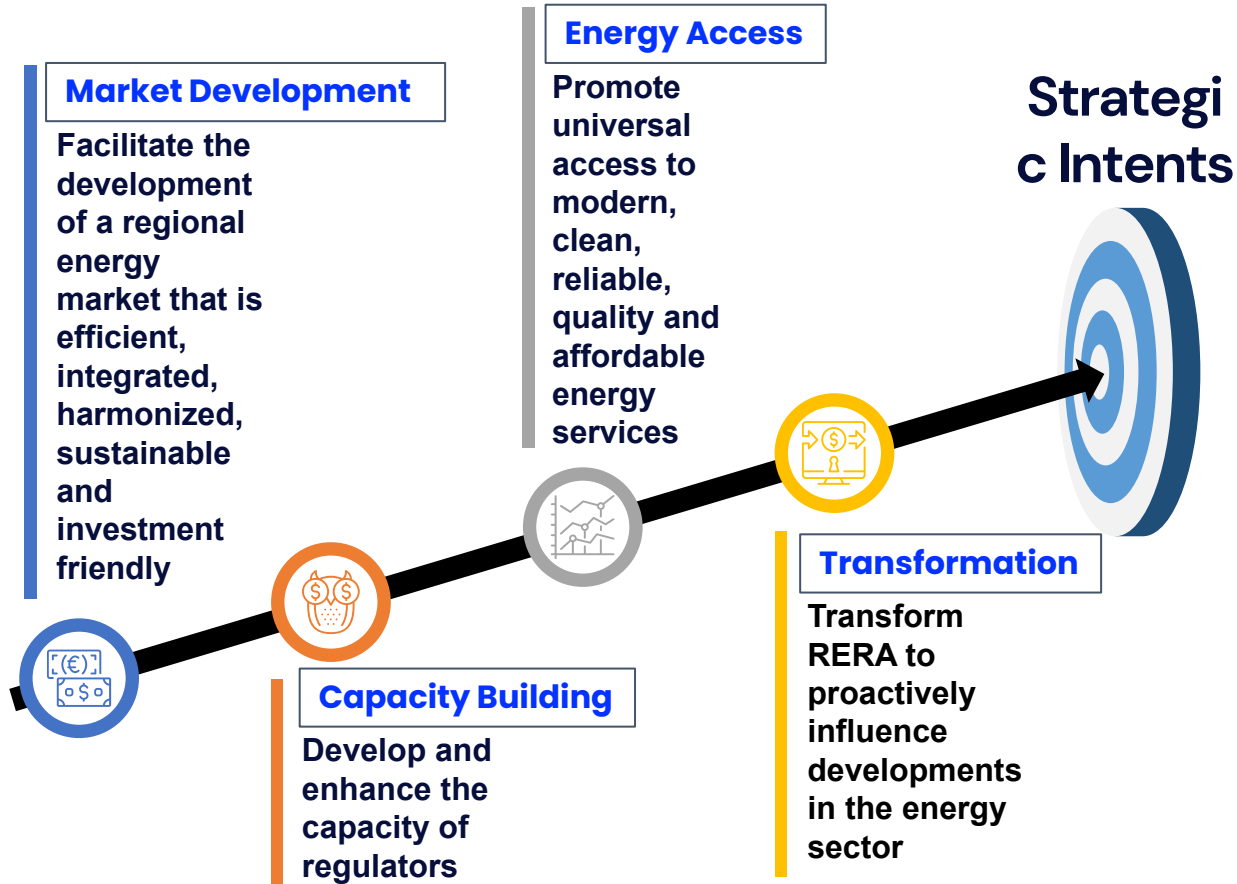 Strategi
c Intents
Market Development
Facilitate the
development
of a regional
energy
market that is
efficient,
integrated,
harmonized,
sustainable
and
investment
friendly
Capacity Building
Develop and
enhance the
capacity of
regulators
Energy Access
Promote
universal
access to
modern,
clean,
reliable,
quality and
affordable
energy
services
Transformation
Transform
RERA to
proactively
influence
developments
in the energy
sector
(€)
$
$ $
$